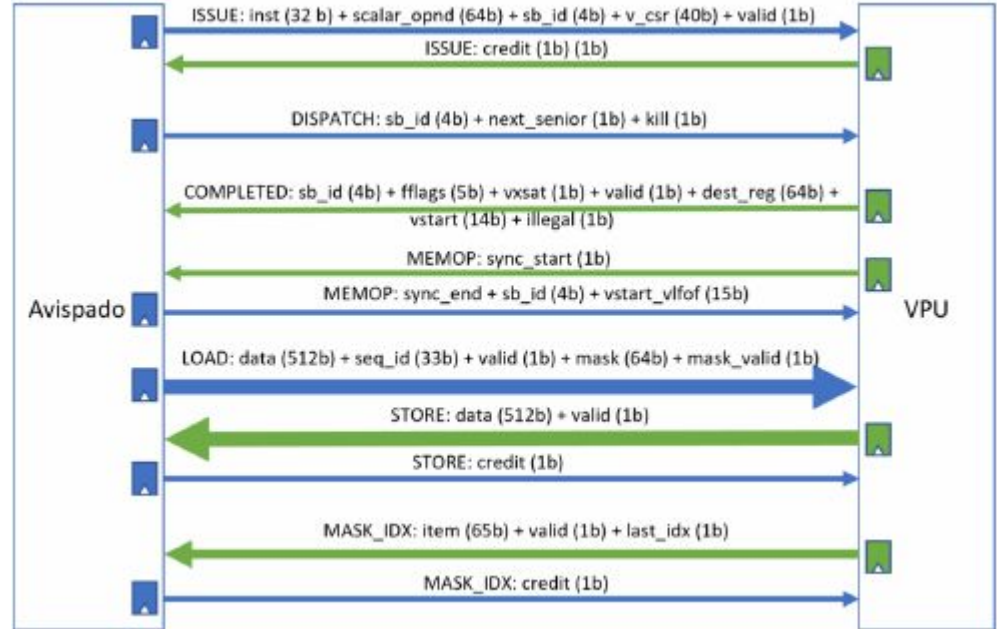 ISSUE: inst (32 b) + scalar_opnd (64b) + sb_id (4b) + v_csr (40b) + valid (1b)
ISSUE: credit (1b) (1b)
DISPATCH: sb_id (4b) + next_senior (1b) + kill (1b)
COMPLETED: sb_id (4b) + fflags (5b) + vxsat (1b) + valid (1b) + dest_reg (64b) +
vstart (14b) + illegal (1b)
MEMOP: sync_start (1b)
MEMOP: sync_end + sb_id (4b) + vstart_vlfof (15b)
Avispado
VPU
LOAD: data (512b) + seq_id (33b) + valid (1b) + mask (64b) + mask_valid (1b)
STORE: data (512b) + valid (1b)
STORE: credit (1b)
MASK_IDX: item (65b) + valid (1b) + last_idx (1b)
MASK_IDX: credit (1b)